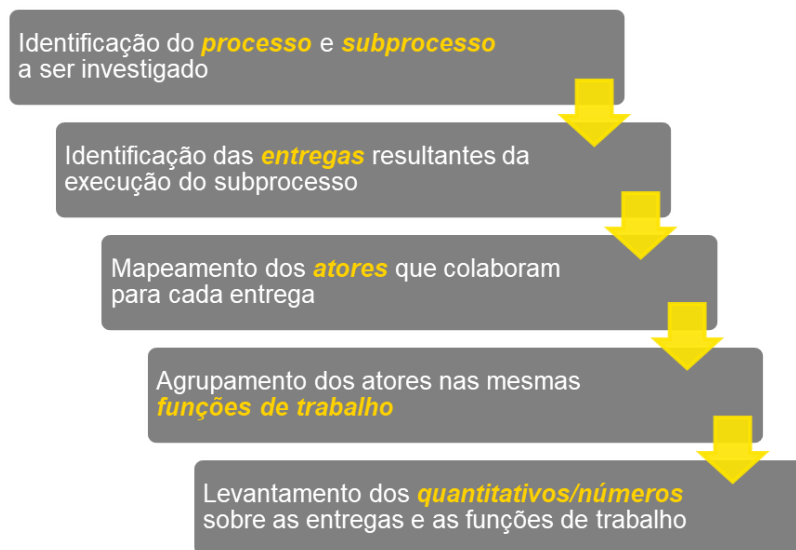 Identificação do processo e subprocesso
a ser investigado
Identificação das entregas resultantes da
execução do subprocesso
Mapeamento dos atores que colaboram
para cada entrega
Agrupamento dos atores nas mesmas
funções de trabalho
Levantamento dos quantitativos/números
sobre as entregas e as funções de trabalho